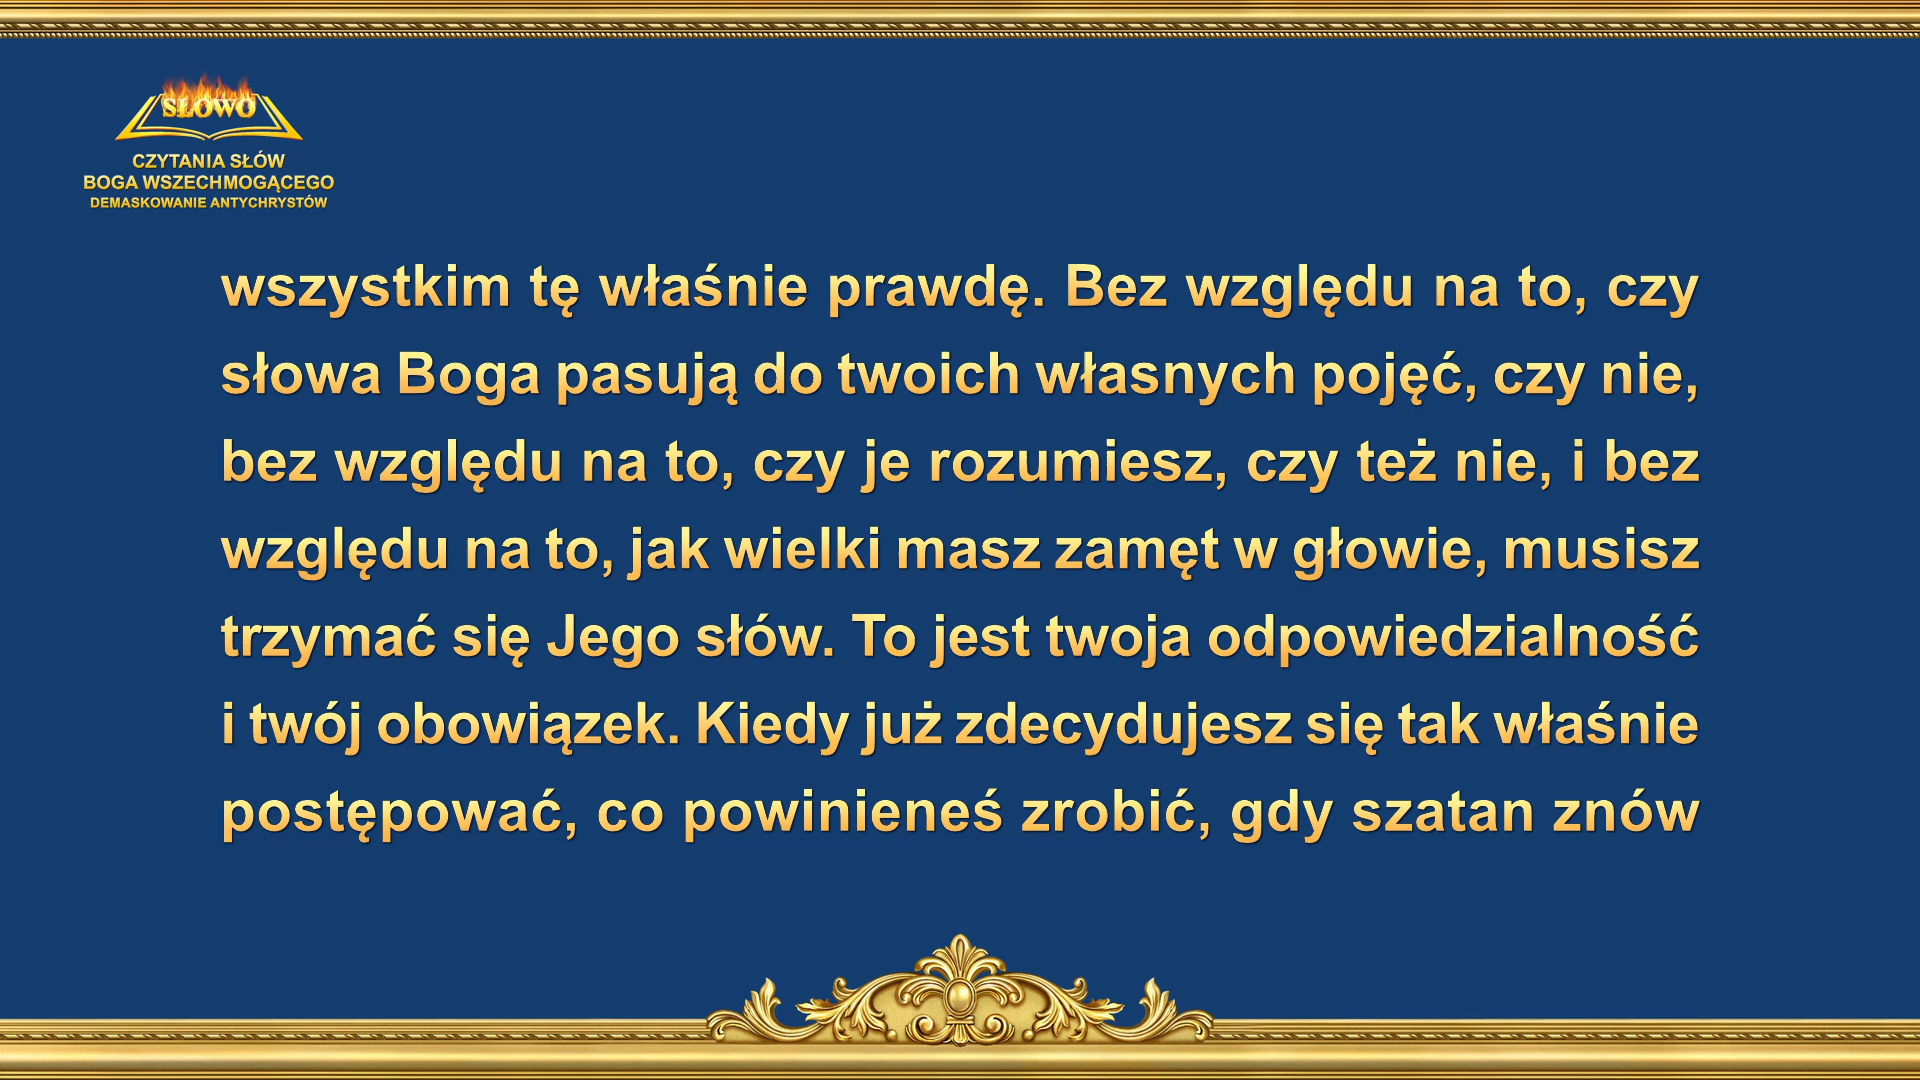 SŁOWO
CZYTANIA SŁÓW
BOGA WSZECHMOGĄCEGO
DEMASKOWANIE ANTYCHRYSTÓW
wszystkim tę właśnie prawdę. Bez względu na to, czy
słowa Boga pasują do twoich własnych pojęć, czy nie,
bez względu na to, czy je rozumiesz, czy też nie, i bez
względu na to, jak wielki masz zamęt w głowie, musisz
trzymać się Jego słów. To jest twoja odpowiedzialność
i twój obowiązek. Kiedy już zdecydujesz się tak właśnie
postępować, co powinieneś zrobić, gdy szatan znów